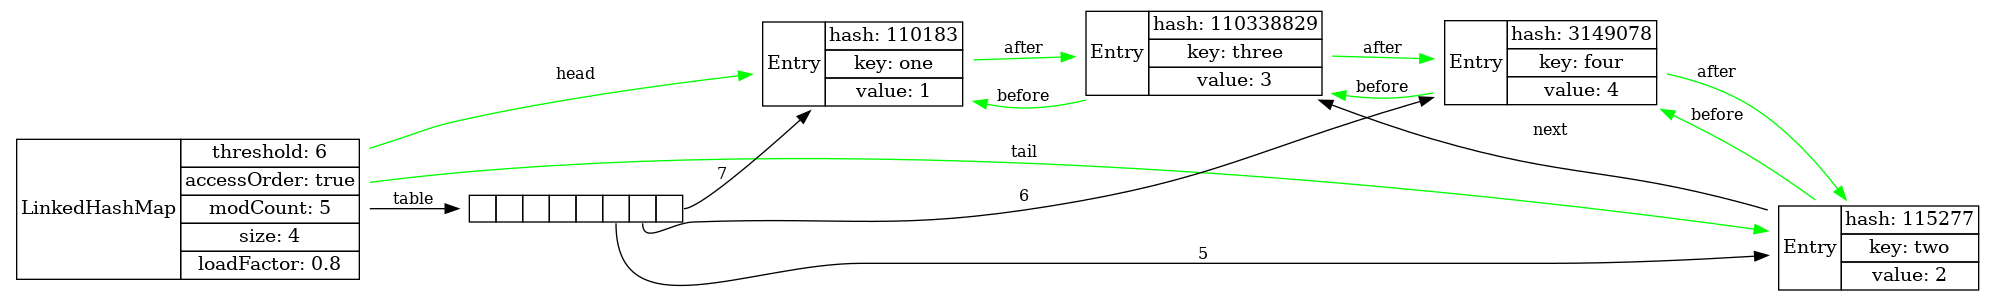 LinkedHashMap
threshold: 6
accessOrder: true
modCount: 5
size: 4
loadFactor: 0.8
head
tail
table
7
6
5
Entry
hash: 110183
key: one
value: 1
after
before
Entry
hash: 110338829
key: three
value: 3
after
before
Entry
hash: 3149078
key: four
value: 4
after
before
next
Entry
hash: 115277
key: two
value: 2